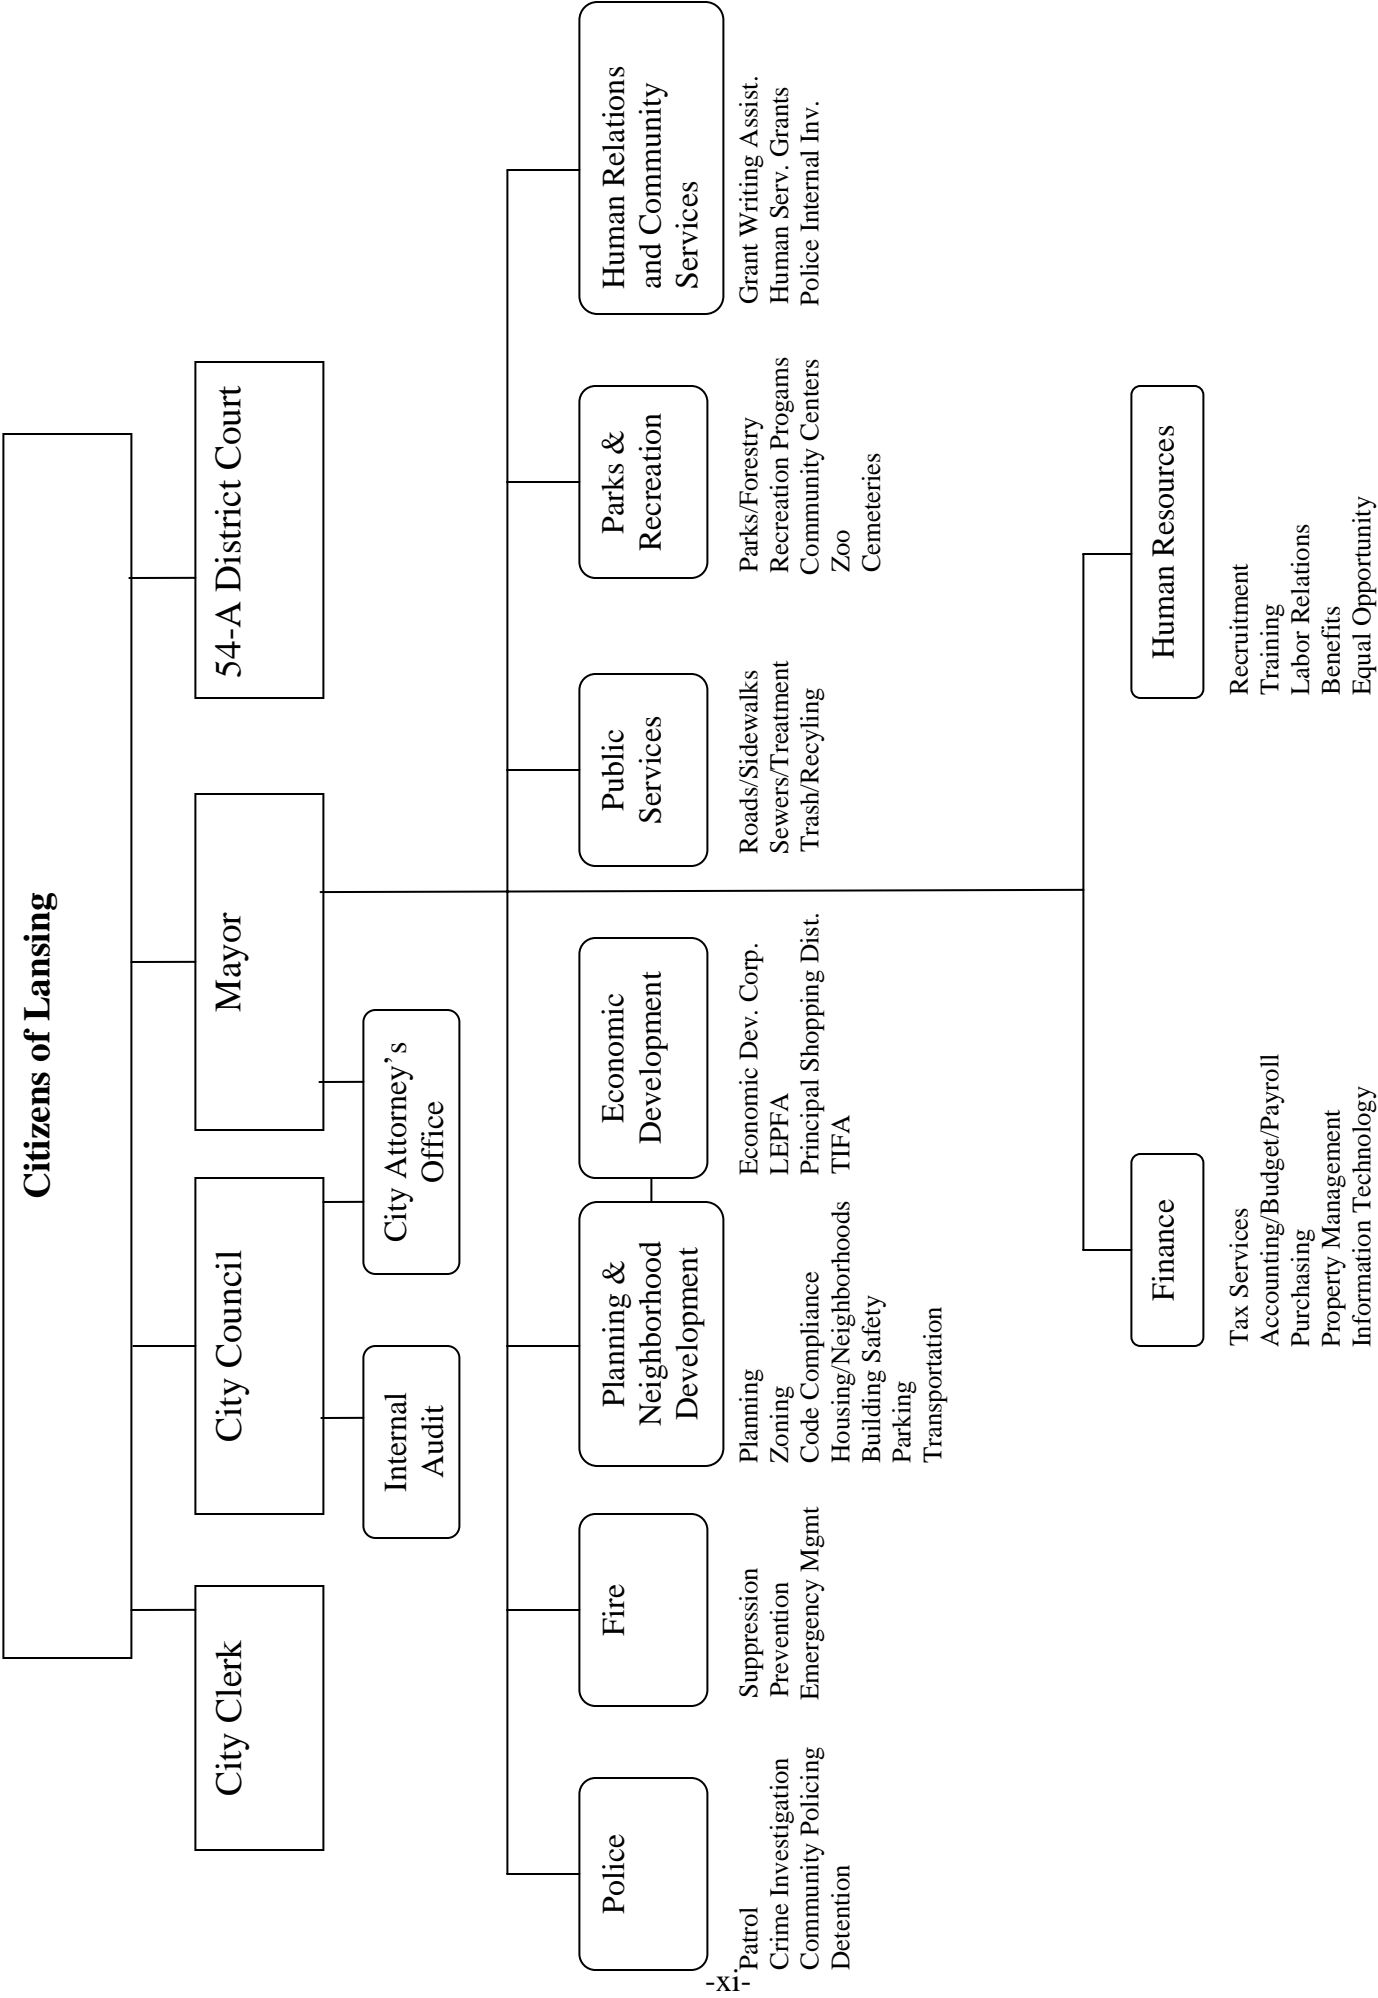 Citizens of Lansing
City Clerk
City Council
Mayor
54-A District Court
Internal
Audit
City Attorney's
Office
Police
Patrol
Crime Investigation
Community Policing
Detention
Fire
Suppression
Prevention
Emergency Mgmt
Planning &
Neighborhood
Development
Planning
Zoning
Code Compliance
Housing/Neighborhoods
Building Safety
Parking
Transportation
Economic
Development
Economic Dev. Corp.
LEPFA
Principal Shopping Dist.
TIFA
Public
Services
Roads/Sidewalks
Sewers/Treatment
Trash/Recyling
Parks &
Recreation
Parks/Forestry
Recreation Progams
Community Centers
Zoo
Cemeteries
Human Relations
and Community
Services
Grant Writing Assist.
Human Serv. Grants
Police Internal Inv.
Finance
Tax Services
Accounting/Budget/Payroll
Purchasing
Property Management
Information Technology
Human Resources
Recruitment
Training
Labor Relations
Benefits
Equal Opportunity
-xi-